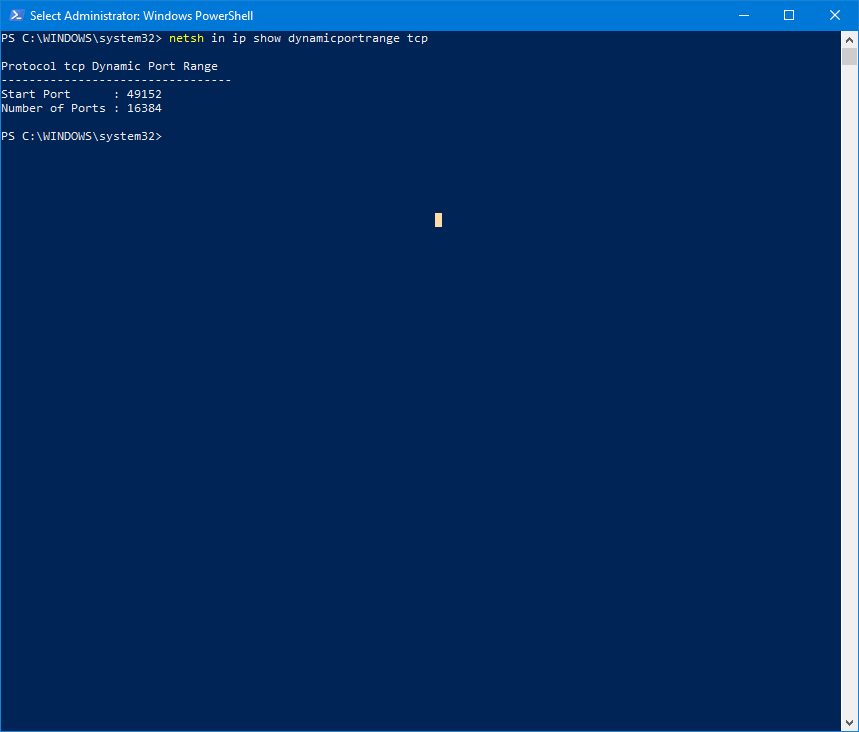 Select Administrator: Windows PowerShell
PS C:\WINDOWS\system32> netsh in ip show dynamicportrange tcp
Protocol tcp Dynamic Port Range
---------------------------------
Start Port      : 49152
Number of Ports : 16384
PS C:\WINDOWS\system32>